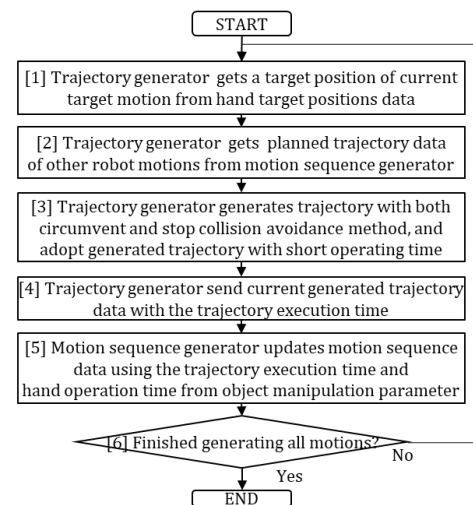 START
[1] Trajectory generator gets a target position of current
target motion from hand target positions data
[2] Trajectory generator gets planned trajectory data
of other robot motions from motion sequence generator
[3] Trajectory generator generates trajectory with both
circumvent and stop collision avoidance method, and
adopt generated trajectory with short operating time
[4] Trajectory generator send current generated trajectory
data with the trajectory execution time
[5] Motion sequence generator updates motion sequence
data using the trajectory execution time and
hand operation time from object manipulation parameter
[6] Finished generating all motions?
No
Yes
END